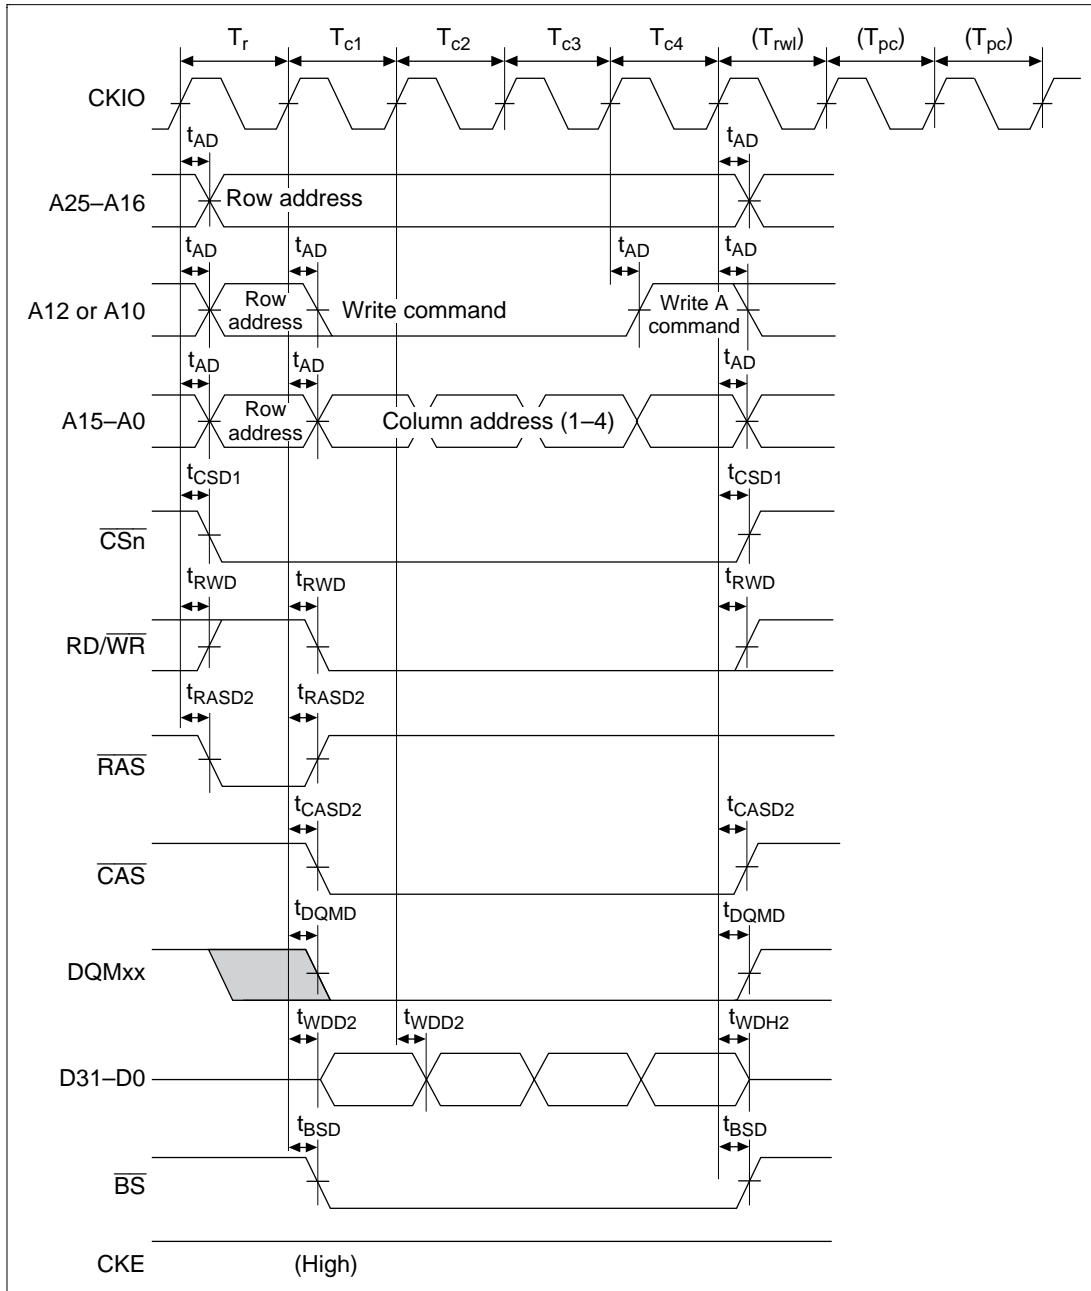 Tr Tc1 Tc2 Tc3 Tc4 (Trwl) (Tpc) (Tpc)
CKIO
tAD tAD
A25–A16 Row address
tAD tAD tAD tAD
A12 or A10 Row address Write command Write A command
tAD tAD tAD
A15–A0 Row address Column address (1–4)
tCSD1 tCSD1
CSn
tRWD tRWD tRWD
RD/WR
tRASD2 tRASD2
RAS
tCASD2 tCASD2
CAS
tDQMD tDQMD
DQMxx
tWDD2 tWDD2 tWDH2
D31–D0
tBSD tBSD
BS
CKE (High)